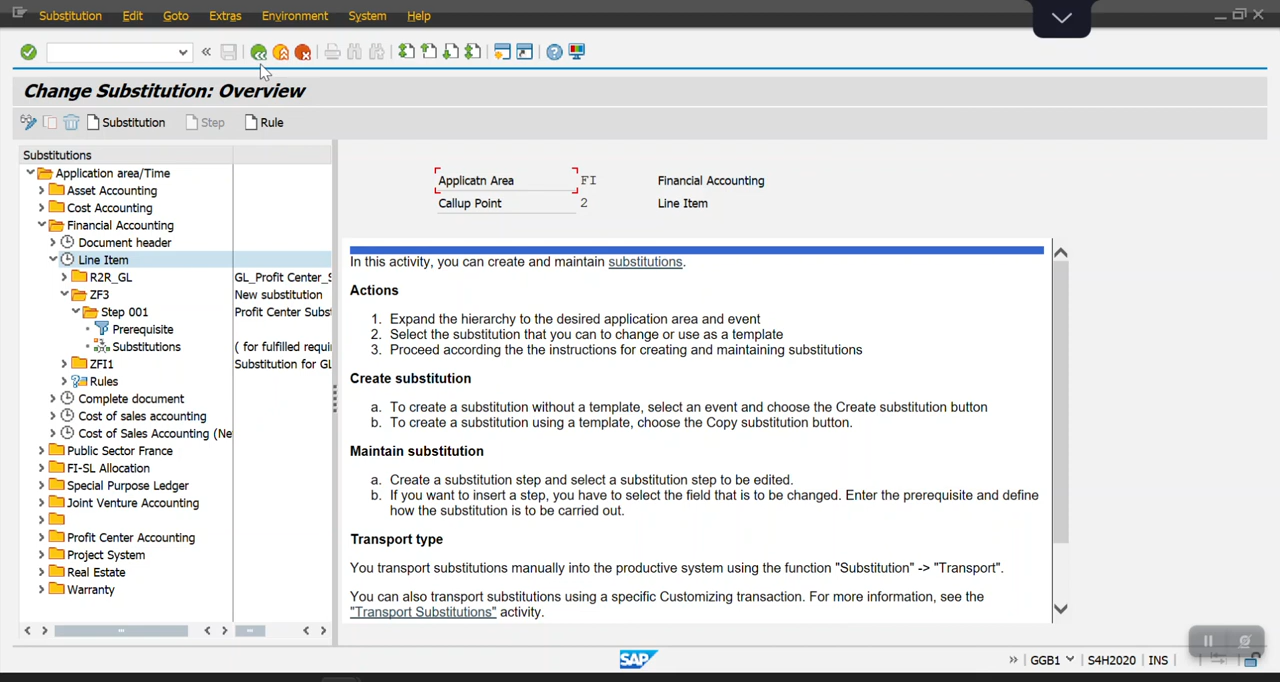 Substitution Edit Goto Extras Environment System Help
Change Substitution: Overview
Substitution Step Rule
Substitutions
Application area/Time
Asset Accounting
Cost Accounting
Financial Accounting
Document header
Line Item
R2R_GL GL_Profit Center_S
ZF3 New substitution
Step 001 Profit Center Subst
Prerequisite
Substitutions ( for fulfilled requi
ZFI1 Substitution for GL
Rules
Complete document
Cost of sales accounting
Cost of Sales Accounting (Ne
Public Sector France
FI-SL Allocation
Special Purpose Ledger
Joint Venture Accounting
Profit Center Accounting
Project System
Real Estate
Warranty
Applicatn Area FI Financial Accounting
Callup Point 2 Line Item
In this activity, you can create and maintain substitutions.
Actions
1. Expand the hierarchy to the desired application area and event
2. Select the substitution that you can to change or use as a template
3. Proceed according the the instructions for creating and maintaining substitutions
Create substitution
a. To create a substitution without a template, select an event and choose the Create substitution button
b. To create a substitution using a template, choose the Copy substitution button.
Maintain substitution
a. Create a substitution step and select a substitution step to be edited.
b. If you want to insert a step, you have to select the field that is to be changed. Enter the prerequisite and define
how the substitution is to be carried out.
Transport type
You transport substitutions manually into the productive system using the function "Substitution" -> "Transport".
You can also transport substitutions using a specific Customizing transaction. For more information, see the
"Transport Substitutions" activity.
SAP
GGB1 S4H2020 INS